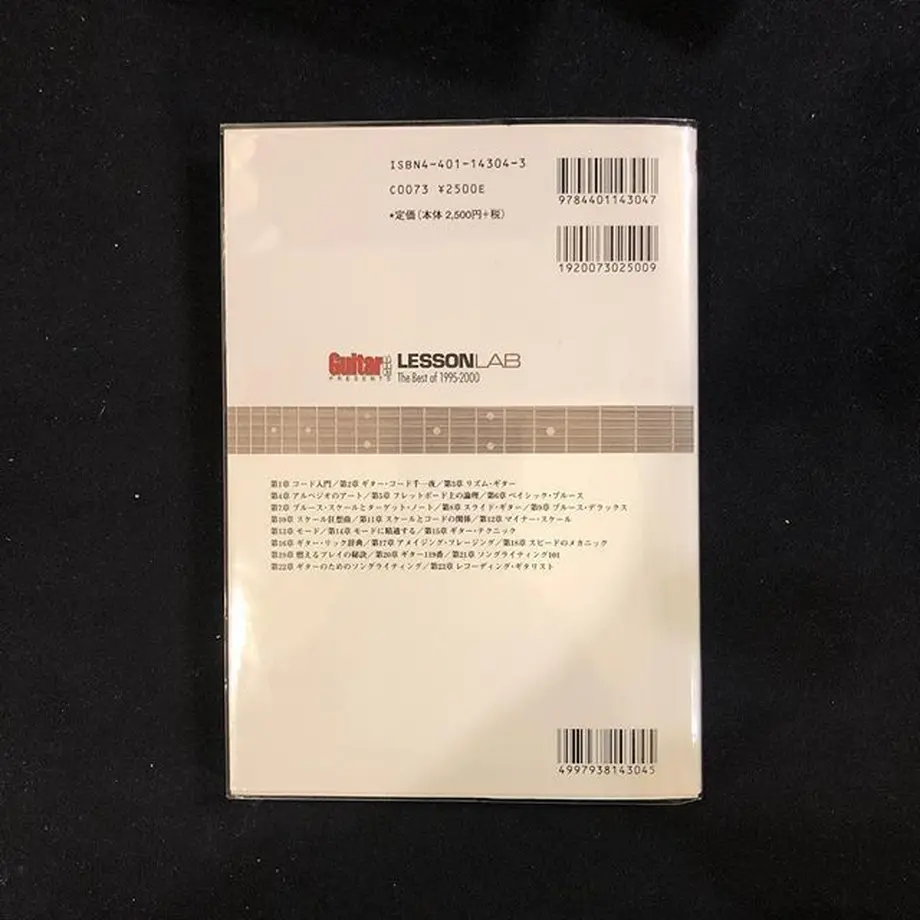 ISBN4-401-14304-3
C0073 ¥2500E
•定価(本体 2,500円+税)
9784401143047
1920073025009
Guitar
PRESENTS
LESSONLAB
The Best of 1995-2000
第1章 コード入門／第2章 ギター・コード千一夜／第3章 リズム・ギター
第4章 アルペジオのアート／第5章 フレットボード上の論理／第6章 ベイシック・ブルース
第7章 ブルース・スケールとターゲット・ノート／第8章 スライド・ギター／第9章 ブルース・デラックス
第10章 スケール狂想曲／第11章 スケールとコードの関係／第12章 マイナー・スケール
第13章 モード／第14章 モードに精通する／第15章 ギター・テクニック
第16章 ギター・リック辞典／第17章 アメイジング・フレージング／第18章 スピードのメカニック
第19章 燃えるプレイの秘訣／第20章 ギター119番／第21章 ソングライティング101
第22章 ギターのためのソングライティング／第23章 レコーディング・ギタリスト
4997938143045